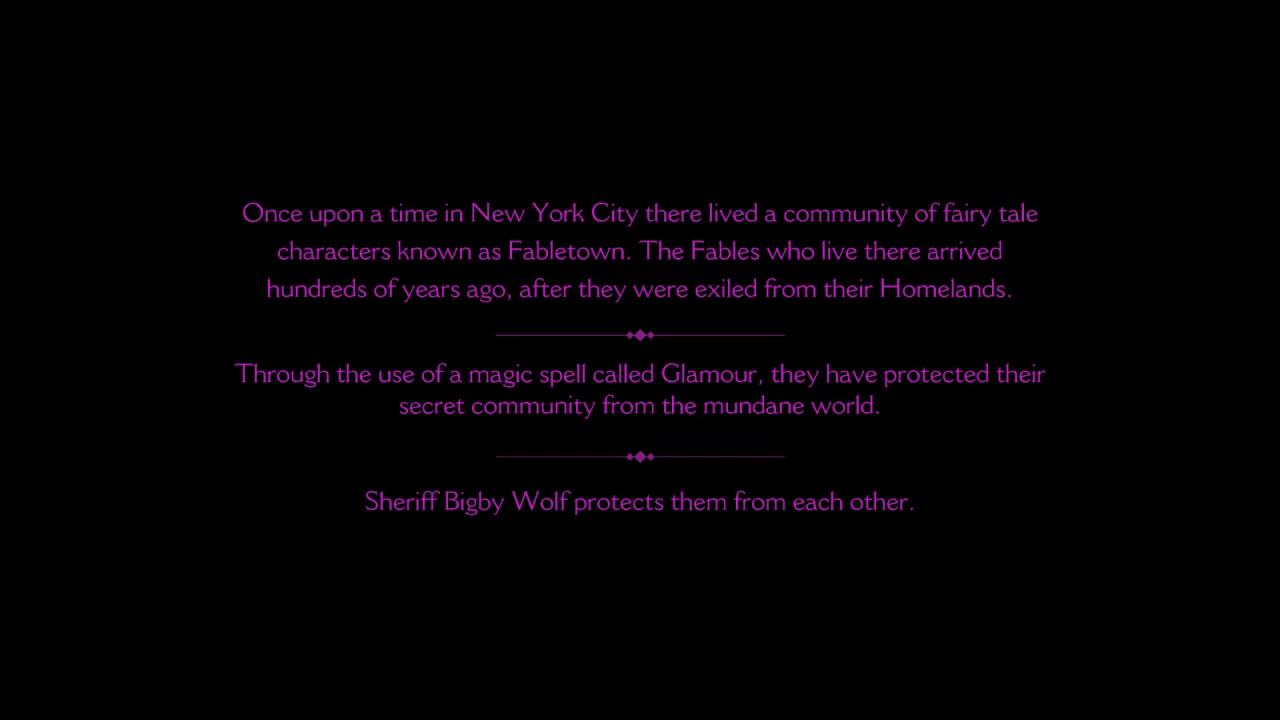 Once upon a time in New York City there lived a community of fairy tale
characters known as Fabletown. The Fables who live there arrived
hundreds of years ago, after they were exiled from their Homelands.
Through the use of a magic spell called Glamour, they have protected their
secret community from the mundane world.
Sheriff Bigby Wolf protects them from each other.